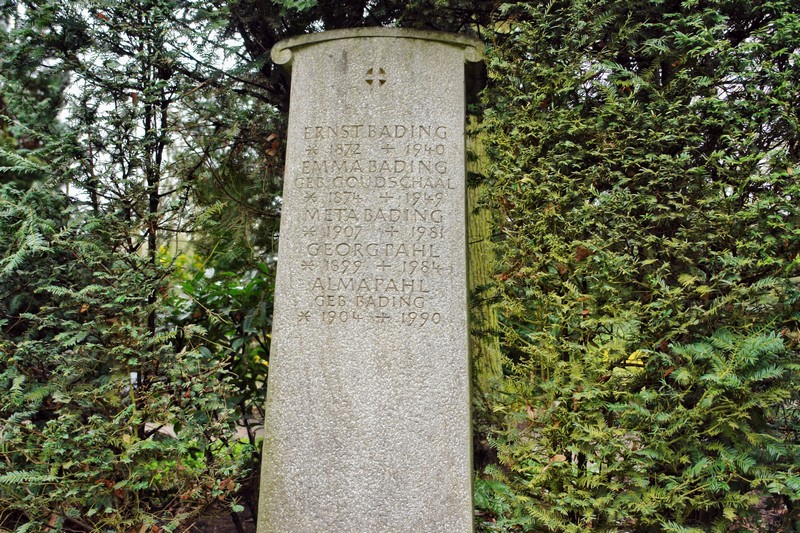 ERNST BADING
* 1872 + 1940
EMMA BADING
GEB. GOUDSCHAAL
* 1874 + 1949
META BADING
* 1907 + 1981
GEORG PAHL
* 1899 + 1984
ALMA PAHL
GEB. BADING
* 1904 + 1990